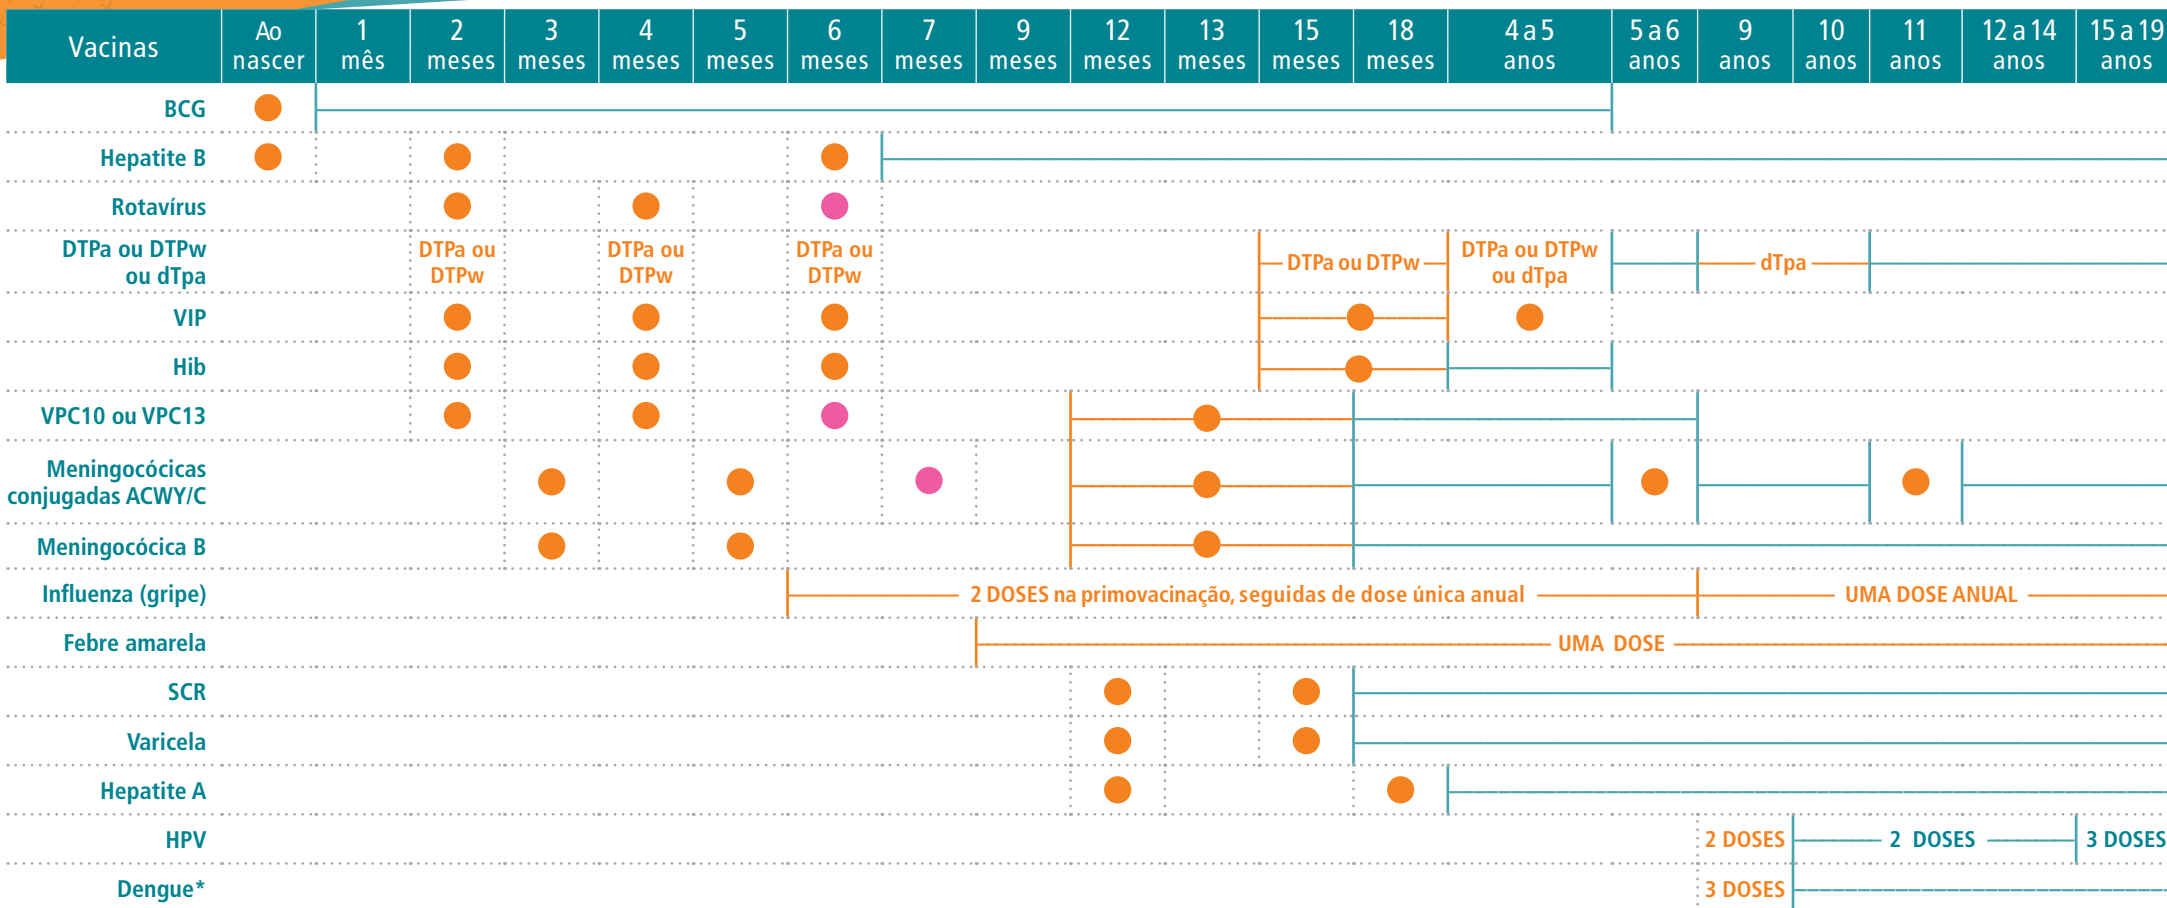 Vacinas
Ao nascer
1 mês
2 meses
3 meses
4 meses
5 meses
6 meses
7 meses
9 meses
12 meses
13 meses
15 meses
18 meses
4 a 5 anos
5 a 6 anos
9 anos
10 anos
11 anos
12 a 14 anos
15 a 19 anos
BCG
Hepatite B
Rotavírus
DTPa ou DTPw
ou dTpa
DTPa ou
DTPw
DTPa ou
DTPw
DTPa ou
DTPw
DTPa ou DTPw
DTPa ou DTPw
ou dTpa
dTpa
VIP
Hib
VPC10 ou VPC13
Meningocócicas
conjugadas ACWY/C
Meningocócica B
Influenza (gripe)
2 DOSES na primovacinação, seguidas de dose única anual
UMA DOSE ANUAL
Febre amarela
UMA DOSE
SCR
Varicela
Hepatite A
HPV
2 DOSES
2 DOSES
3 DOSES
Dengue*
3 DOSES